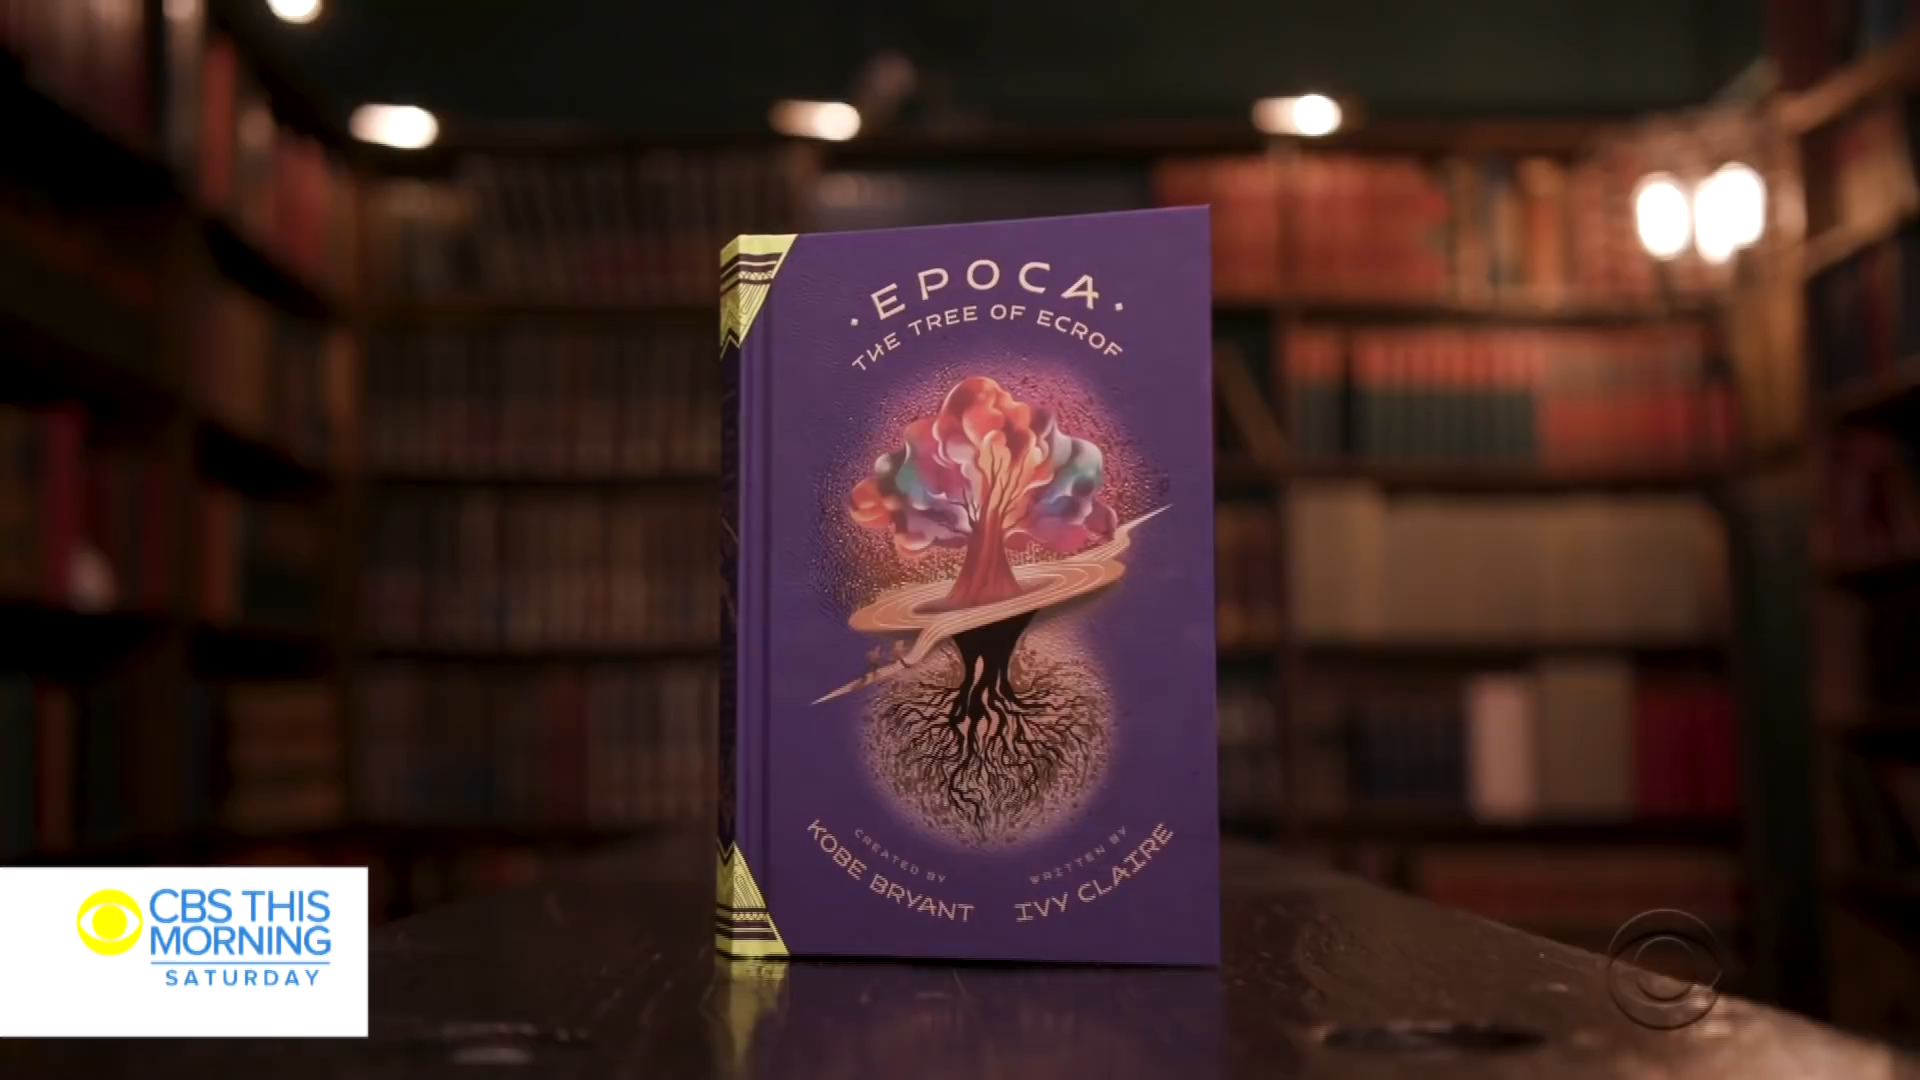 ·EPOCA·
THE TREE OF ECROF
CREATED BY
KOBE BRYANT
WRITTEN BY
IVY CLAIRE
CBS THIS
MORNING
SATURDAY